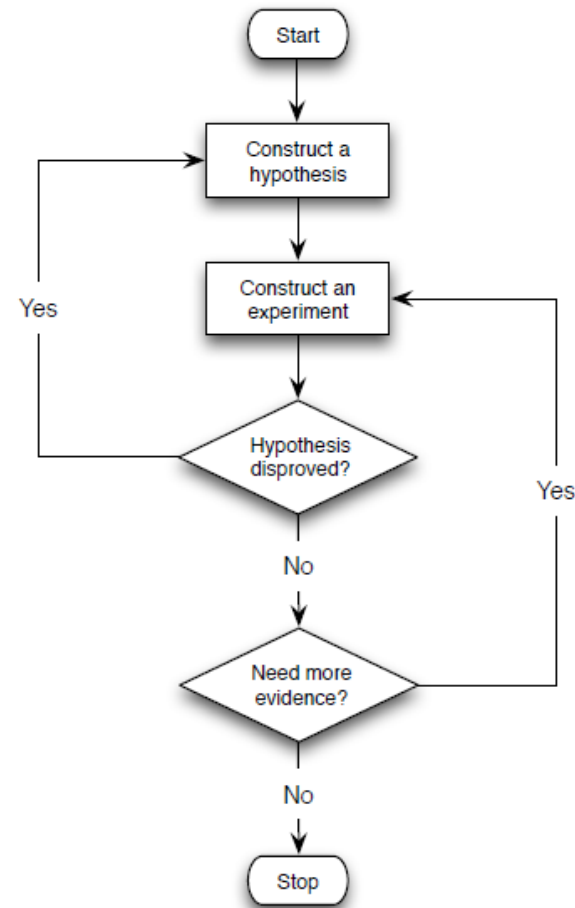 Start
Construct a
hypothesis
Yes
Construct an
experiment
Hypothesis
disproved?
Yes
No
Need more
evidence?
No
Stop